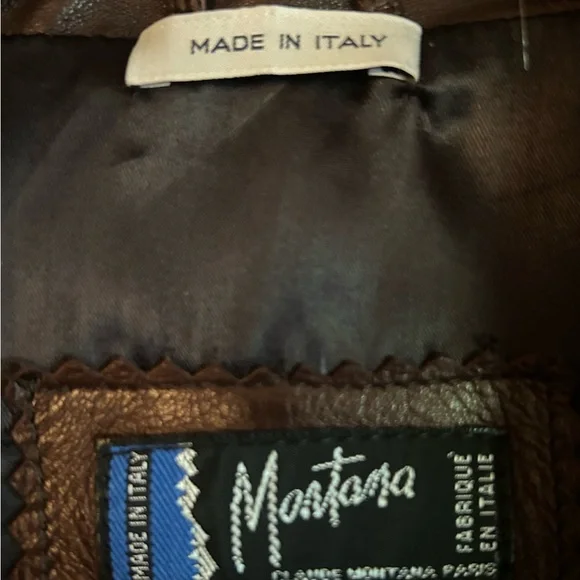 MADE IN ITALY
MADE IN ITALY
Montana
FABRIQUÉ
EN ITALIE
CLAUDE MONTANA PARIS